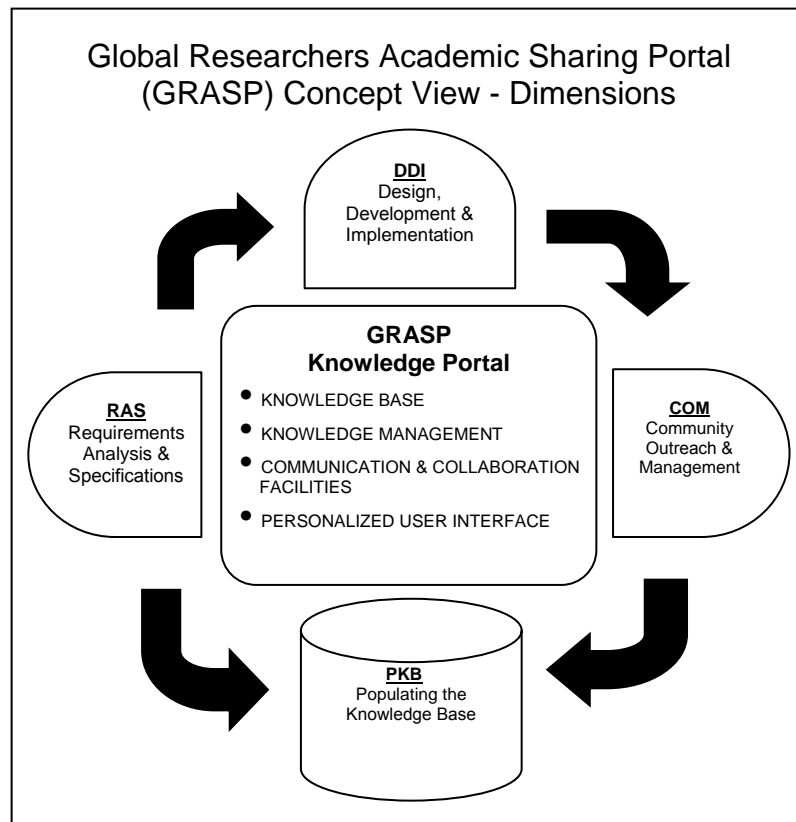 Global Researchers Academic Sharing Portal
(GRASP) Concept View - Dimensions
DDI
Design,
Development &
Implementation
GRASP
Knowledge Portal
• KNOWLEDGE BASE
• KNOWLEDGE MANAGEMENT
• COMMUNICATION & COLLABORATION
FACILITIES
• PERSONALIZED USER INTERFACE
RAS
Requirements
Analysis &
Specifications
COM
Community
Outreach &
Management
PKB
Populating the
Knowledge Base